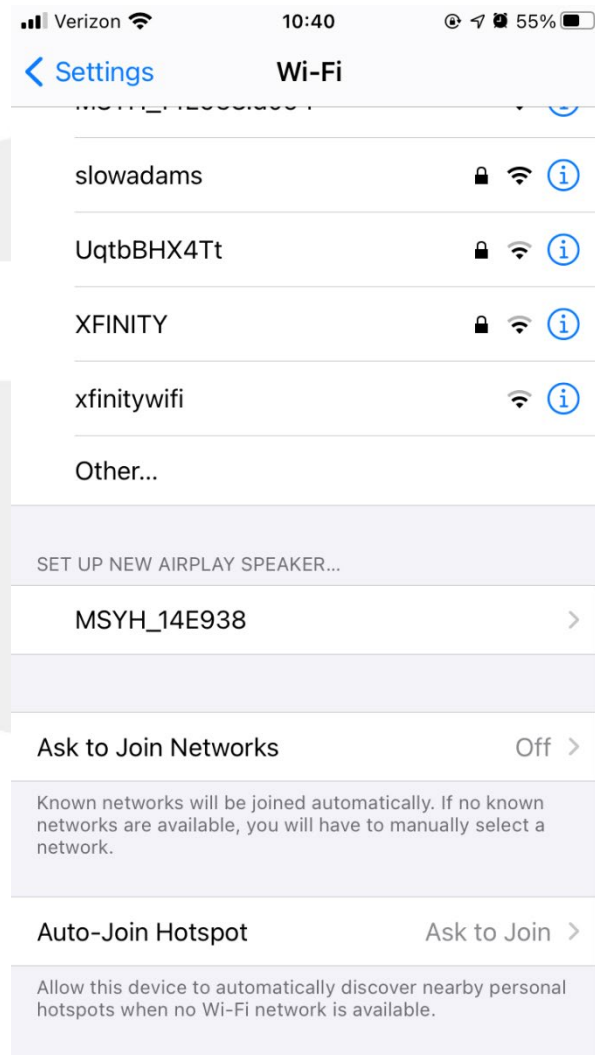 Verizon 10:40 55%
Settings Wi-Fi
slowadams
UqtbBHX4Tt
XFINITY
xfinitywifi
Other...
SET UP NEW AIRPLAY SPEAKER...
MSYH_14E938
Ask to Join Networks Off
Known networks will be joined automatically. If no known
networks are available, you will have to manually select a
network.
Auto-Join Hotspot Ask to Join
Allow this device to automatically discover nearby personal
hotspots when no Wi-Fi network is available.